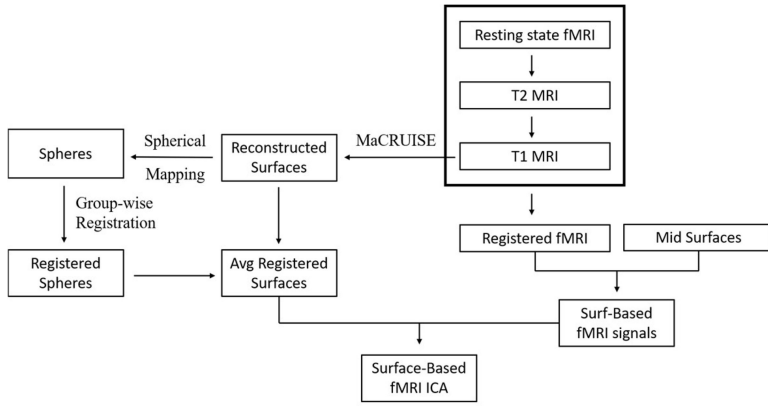 Resting state fMRI
T2 MRI
T1 MRI
MaCRUISE
Reconstructed
Surfaces
Spherical
Mapping
Spheres
Group-wise
Registration
Registered
Spheres
Avg Registered
Surfaces
Registered fMRI
Mid Surfaces
Surf-Based
fMRI signals
Surface-Based
fMRI ICA